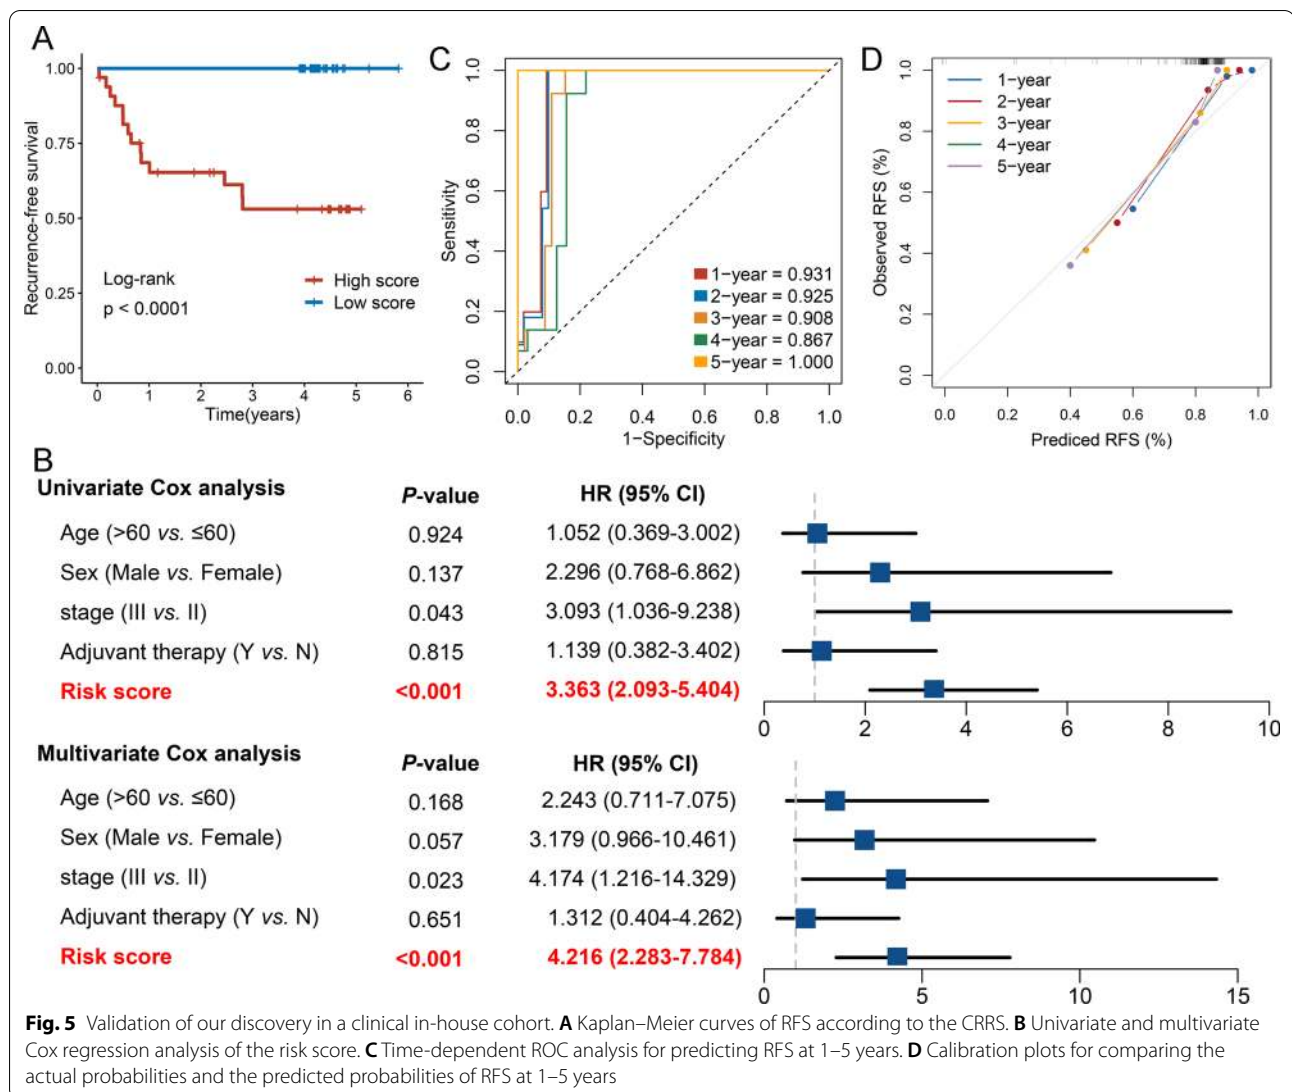 A
Recurrence-free survival
1.00
0.75
0.50
0.25
0.00
Log-rank
p < 0.0001
High score
Low score
0 1 2 3 4 5 6
Time(years)
C
Sensitivity
1.0
0.8
0.6
0.4
0.2
0.0
1-year = 0.931
2-year = 0.925
3-year = 0.908
4-year = 0.867
5-year = 1.000
0.0 0.2 0.4 0.6 0.8 1.0
1-Specificity
D
Observed RFS (%)
1.0
0.8
0.6
0.4
0.2
0.0
1-year
2-year
3-year
4-year
5-year
0.0 0.2 0.4 0.6 0.8 1.0
Prediced RFS (%)
B
Univariate Cox analysis P-value HR (95% CI)
Age (>60 vs. ≤60) 0.924 1.052 (0.369-3.002)
Sex (Male vs. Female) 0.137 2.296 (0.768-6.862)
stage (III vs. II) 0.043 3.093 (1.036-9.238)
Adjuvant therapy (Y vs. N) 0.815 1.139 (0.382-3.402)
Risk score <0.001 3.363 (2.093-5.404)
0 2 4 6 8 10
Multivariate Cox analysis P-value HR (95% CI)
Age (>60 vs. ≤60) 0.168 2.243 (0.711-7.075)
Sex (Male vs. Female) 0.057 3.179 (0.966-10.461)
stage (III vs. II) 0.023 4.174 (1.216-14.329)
Adjuvant therapy (Y vs. N) 0.651 1.312 (0.404-4.262)
Risk score <0.001 4.216 (2.283-7.784)
0 5 10 15
Fig. 5 Validation of our discovery in a clinical in-house cohort. A Kaplan–Meier curves of RFS according to the CRRS. B Univariate and multivariate
Cox regression analysis of the risk score. C Time-dependent ROC analysis for predicting RFS at 1–5 years. D Calibration plots for comparing the
actual probabilities and the predicted probabilities of RFS at 1–5 years